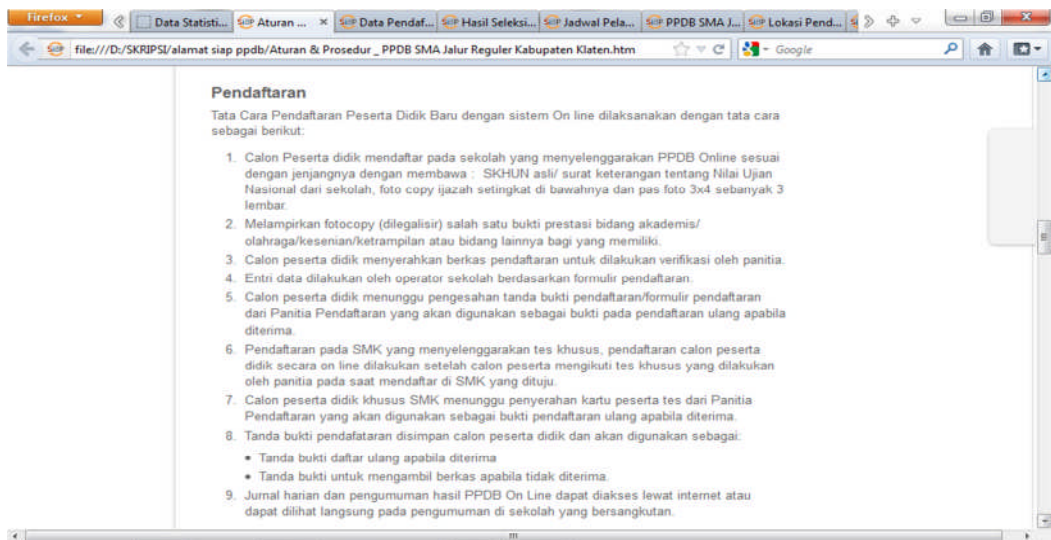 Firefox
Data Statisti...
Aturan ...
Data Pendaf...
Hasil Seleksi...
Jadwal Pela...
PPDB SMA J...
Lokasi Pend...
file:///D:/SKRIPSI/alamat siap ppdb/Aturan & Prosedur _ PPDB SMA Jalur Reguler Kabupaten Klaten.htm
Google
Pendaftaran
Tata Cara Pendaftaran Peserta Didik Baru dengan sistem On line dilaksanakan dengan tata cara
sebagai berikut:
1. Calon Peserta didik mendaftar pada sekolah yang menyelenggarakan PPDB Online sesuai
dengan jenjangnya dengan membawa : SKHUN asli/ surat keterangan tentang Nilai Ujian
Nasional dari sekolah, foto copy ijazah setingkat di bawahnya dan pas foto 3x4 sebanyak 3
lembar.
2. Melampirkan fotocopy (dilegalisir) salah satu bukti prestasi bidang akademis/
olahraga/kesenian/ketrampilan atau bidang lainnya bagi yang memiliki.
3. Calon peserta didik menyerahkan berkas pendaftaran untuk dilakukan verifikasi oleh panitia.
4. Entri data dilakukan oleh operator sekolah berdasarkan formulir pendaftaran.
5. Calon peserta didik menunggu pengesahan tanda bukti pendaftaran/formulir pendaftaran
dari Panitia Pendaftaran yang akan digunakan sebagai bukti pada pendaftaran ulang apabila
diterima.
6. Pendaftaran pada SMK yang menyelenggarakan tes khusus, pendaftaran calon peserta
didik secara on line dilakukan setelah calon peserta mengikuti tes khusus yang dilakukan
oleh panitia pada saat mendaftar di SMK yang dituju.
7. Calon peserta didik khusus SMK menunggu penyerahan kartu peserta tes dari Panitia
Pendaftaran yang akan digunakan sebagai bukti pendaftaran ulang apabila diterima.
8. Tanda bukti pendafataran disimpan calon peserta didik dan akan digunakan sebagai:
• Tanda bukti daftar ulang apabila diterima
• Tanda bukti untuk mengambil berkas apabila tidak diterima.
9. Jurnal harian dan pengumuman hasil PPDB On Line dapat diakses lewat internet atau
dapat dilihat langsung pada pengumuman di sekolah yang bersangkutan.